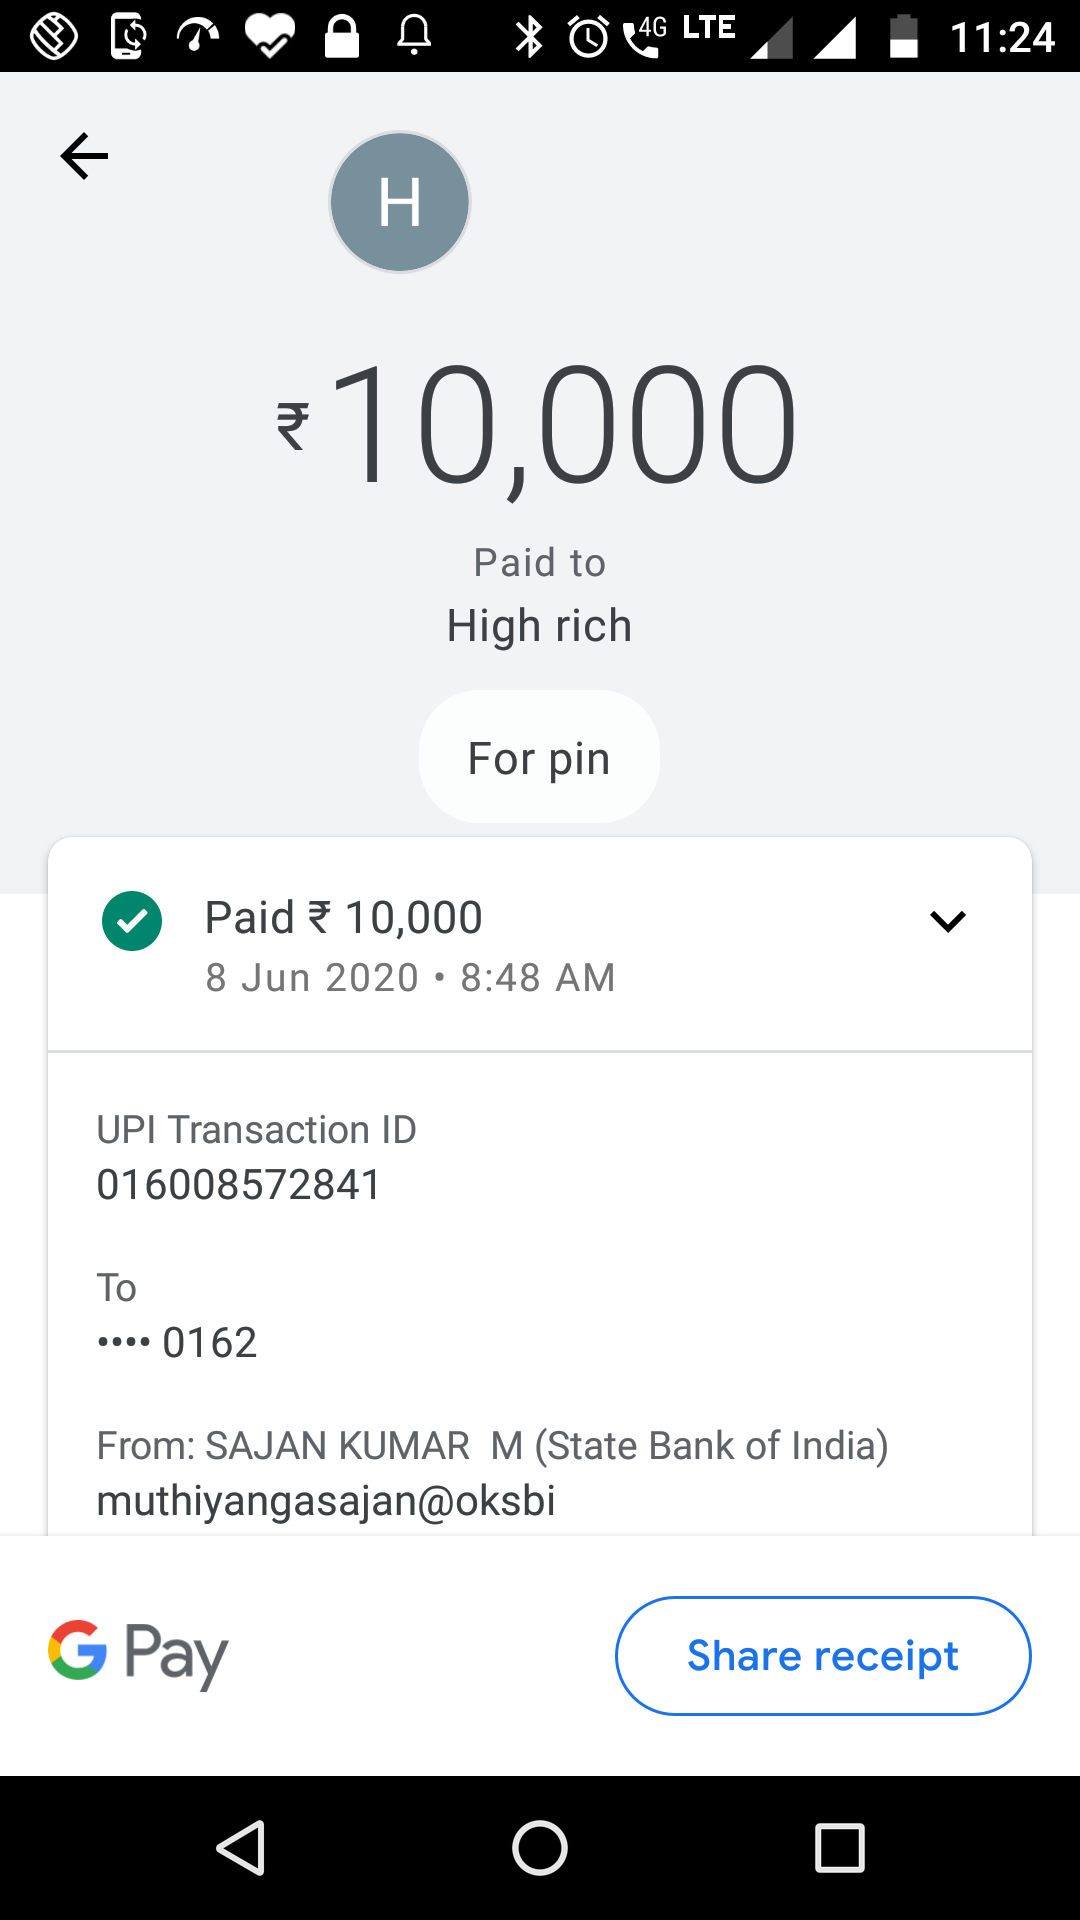 4G LTE 11:24
H
₹10,000
Paid to
High rich
For pin
Paid ₹ 10,000
8 Jun 2020 • 8:48 AM
UPI Transaction ID
016008572841
To
•••• 0162
From: SAJAN KUMAR  M (State Bank of India)
muthiyangasajan@oksbi
G Pay
Share receipt